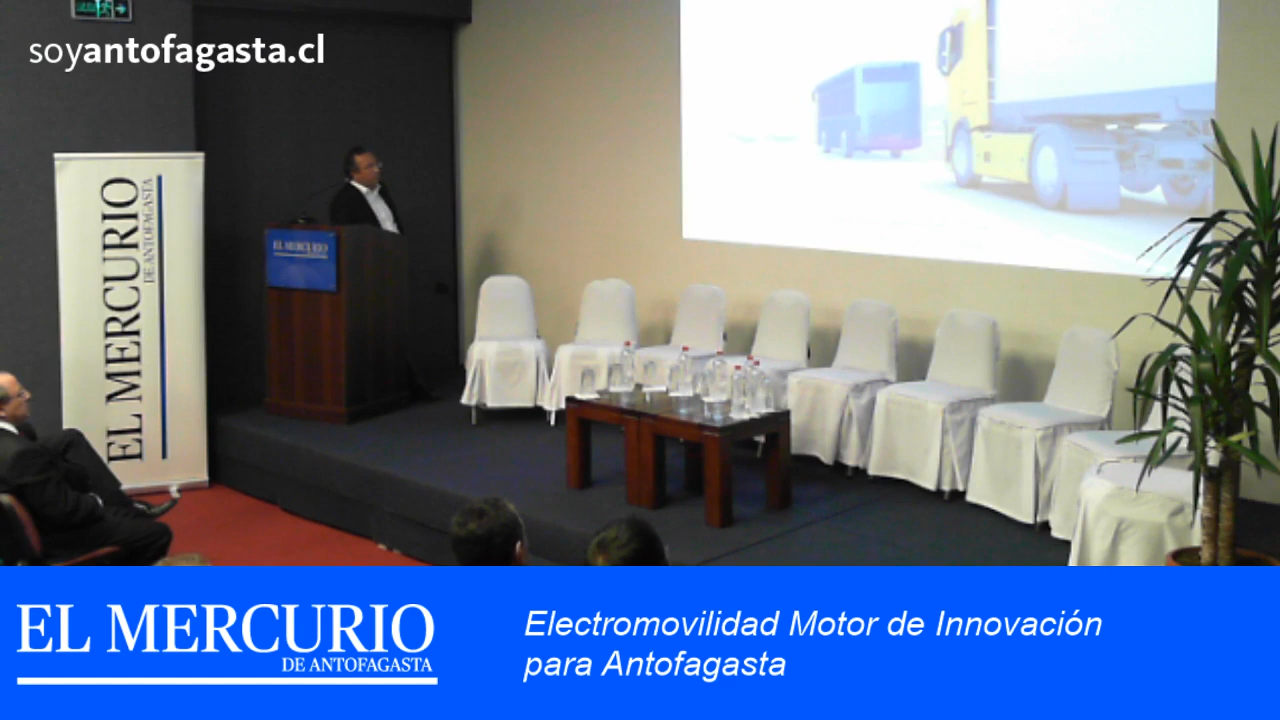 soyantofagasta.cl
EL MERCURIO
DE ANTOFAGASTA
EL MERCURIO
EL MERCURIO
DE ANTOFAGASTA
Electromovilidad Motor de Innovación
para Antofagasta